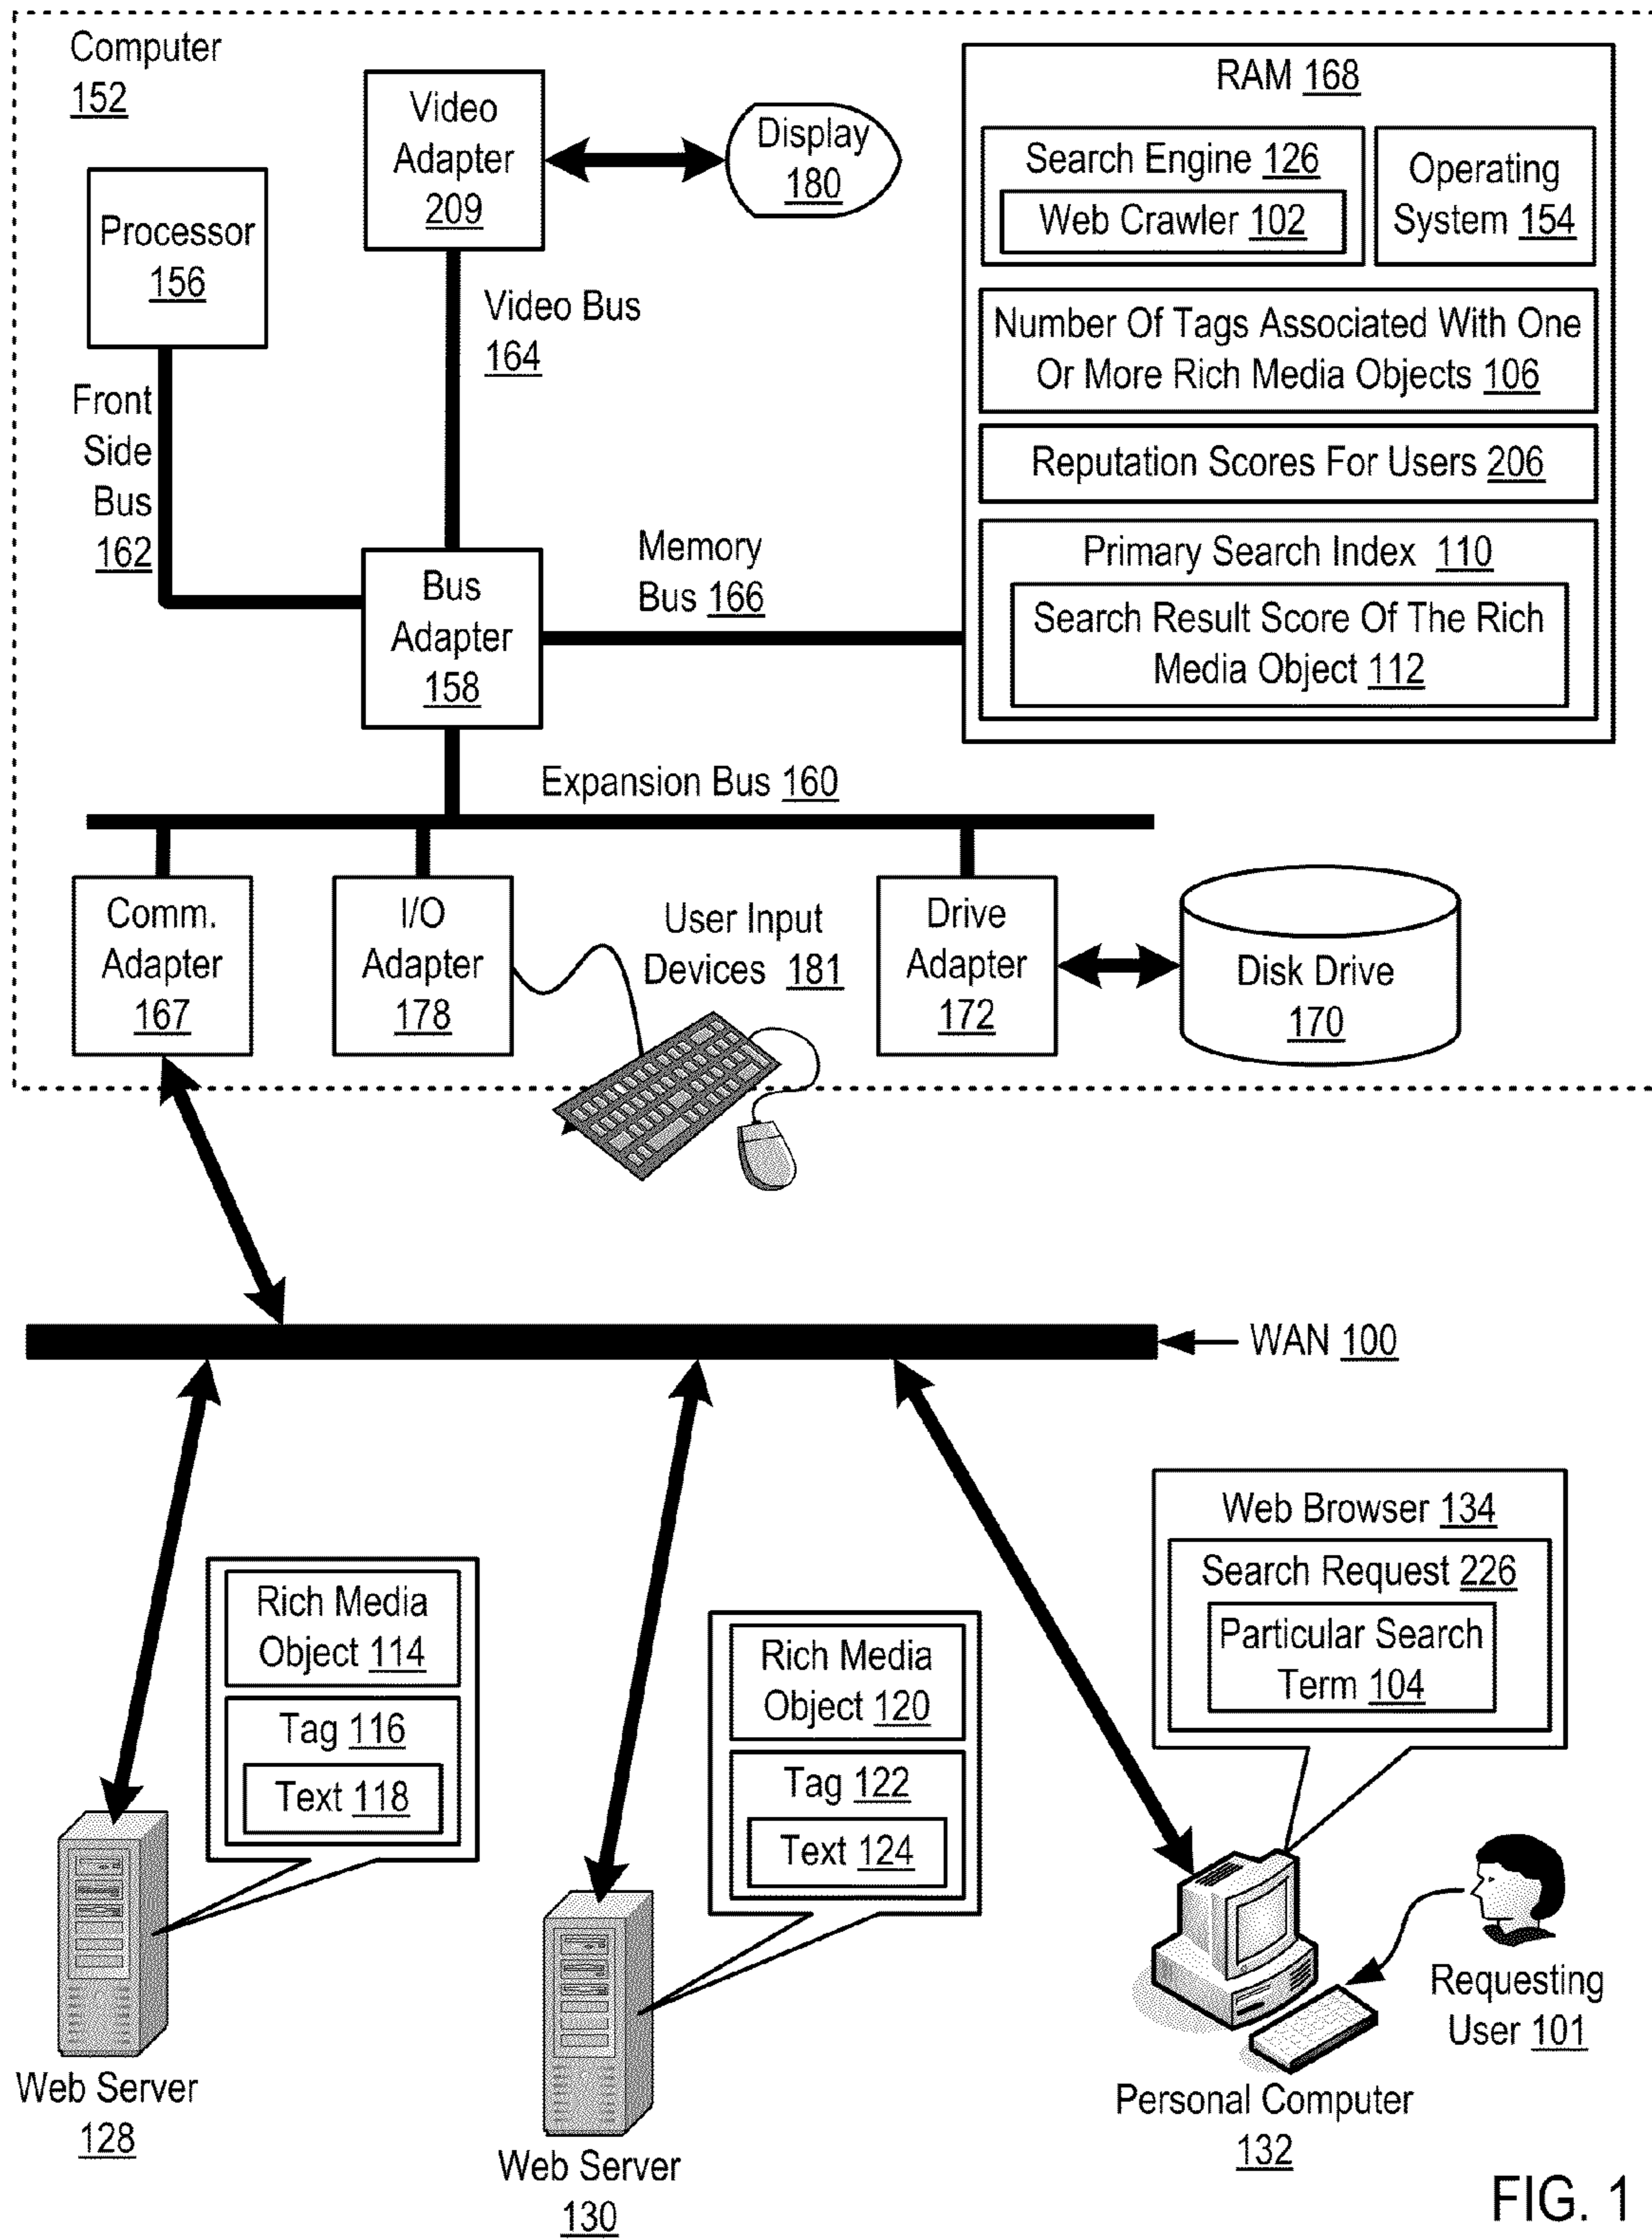 Computer
152
Video
Adapter
209
Display
180
Processor
156
Video Bus
164
Front
Side
Bus
162
Bus
Adapter
158
Memory
Bus 166
RAM 168
Search Engine 126
Web Crawler 102
Operating
System 154
Number Of Tags Associated With One
Or More Rich Media Objects 106
Reputation Scores For Users 206
Primary Search Index 110
Search Result Score Of The Rich
Media Object 112
Expansion Bus 160
Comm.
Adapter
167
I/O
Adapter
178
User Input
Devices 181
Drive
Adapter
172
Disk Drive
170
WAN 100
Rich Media
Object 114
Tag 116
Text 118
Web Server
128
Rich Media
Object 120
Tag 122
Text 124
Web Server
130
Web Browser 134
Search Request 226
Particular Search
Term 104
Requesting
User 101
Personal Computer
132
FIG. 1